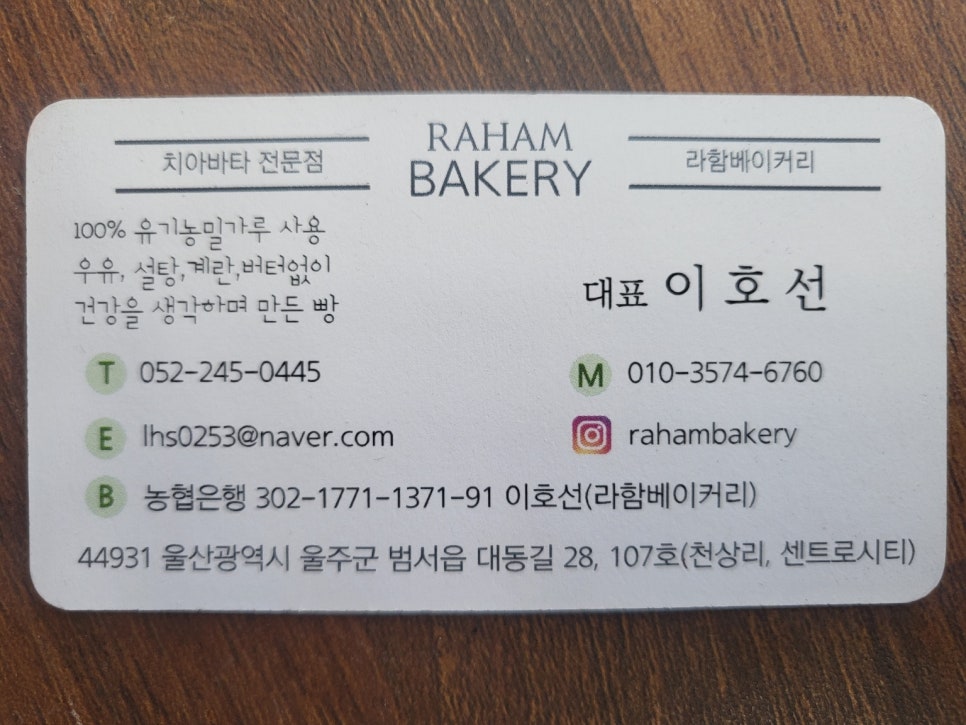 RAHAM
BAKERY
치아바타 전문점
라함베이커리
100% 유기농밀가루 사용
우유, 설탕,계란,버터없이
건강을 생각하며 만든 빵
대표 이호선
T 052-245-0445
M 010-3574-6760
E lhs0253@naver.com
rahambakery
B 농협은행 302-1771-1371-91 이호선(라함베이커리)
44931 울산광역시 울주군 범서읍 대동길 28, 107호(천상리, 센트로시티)